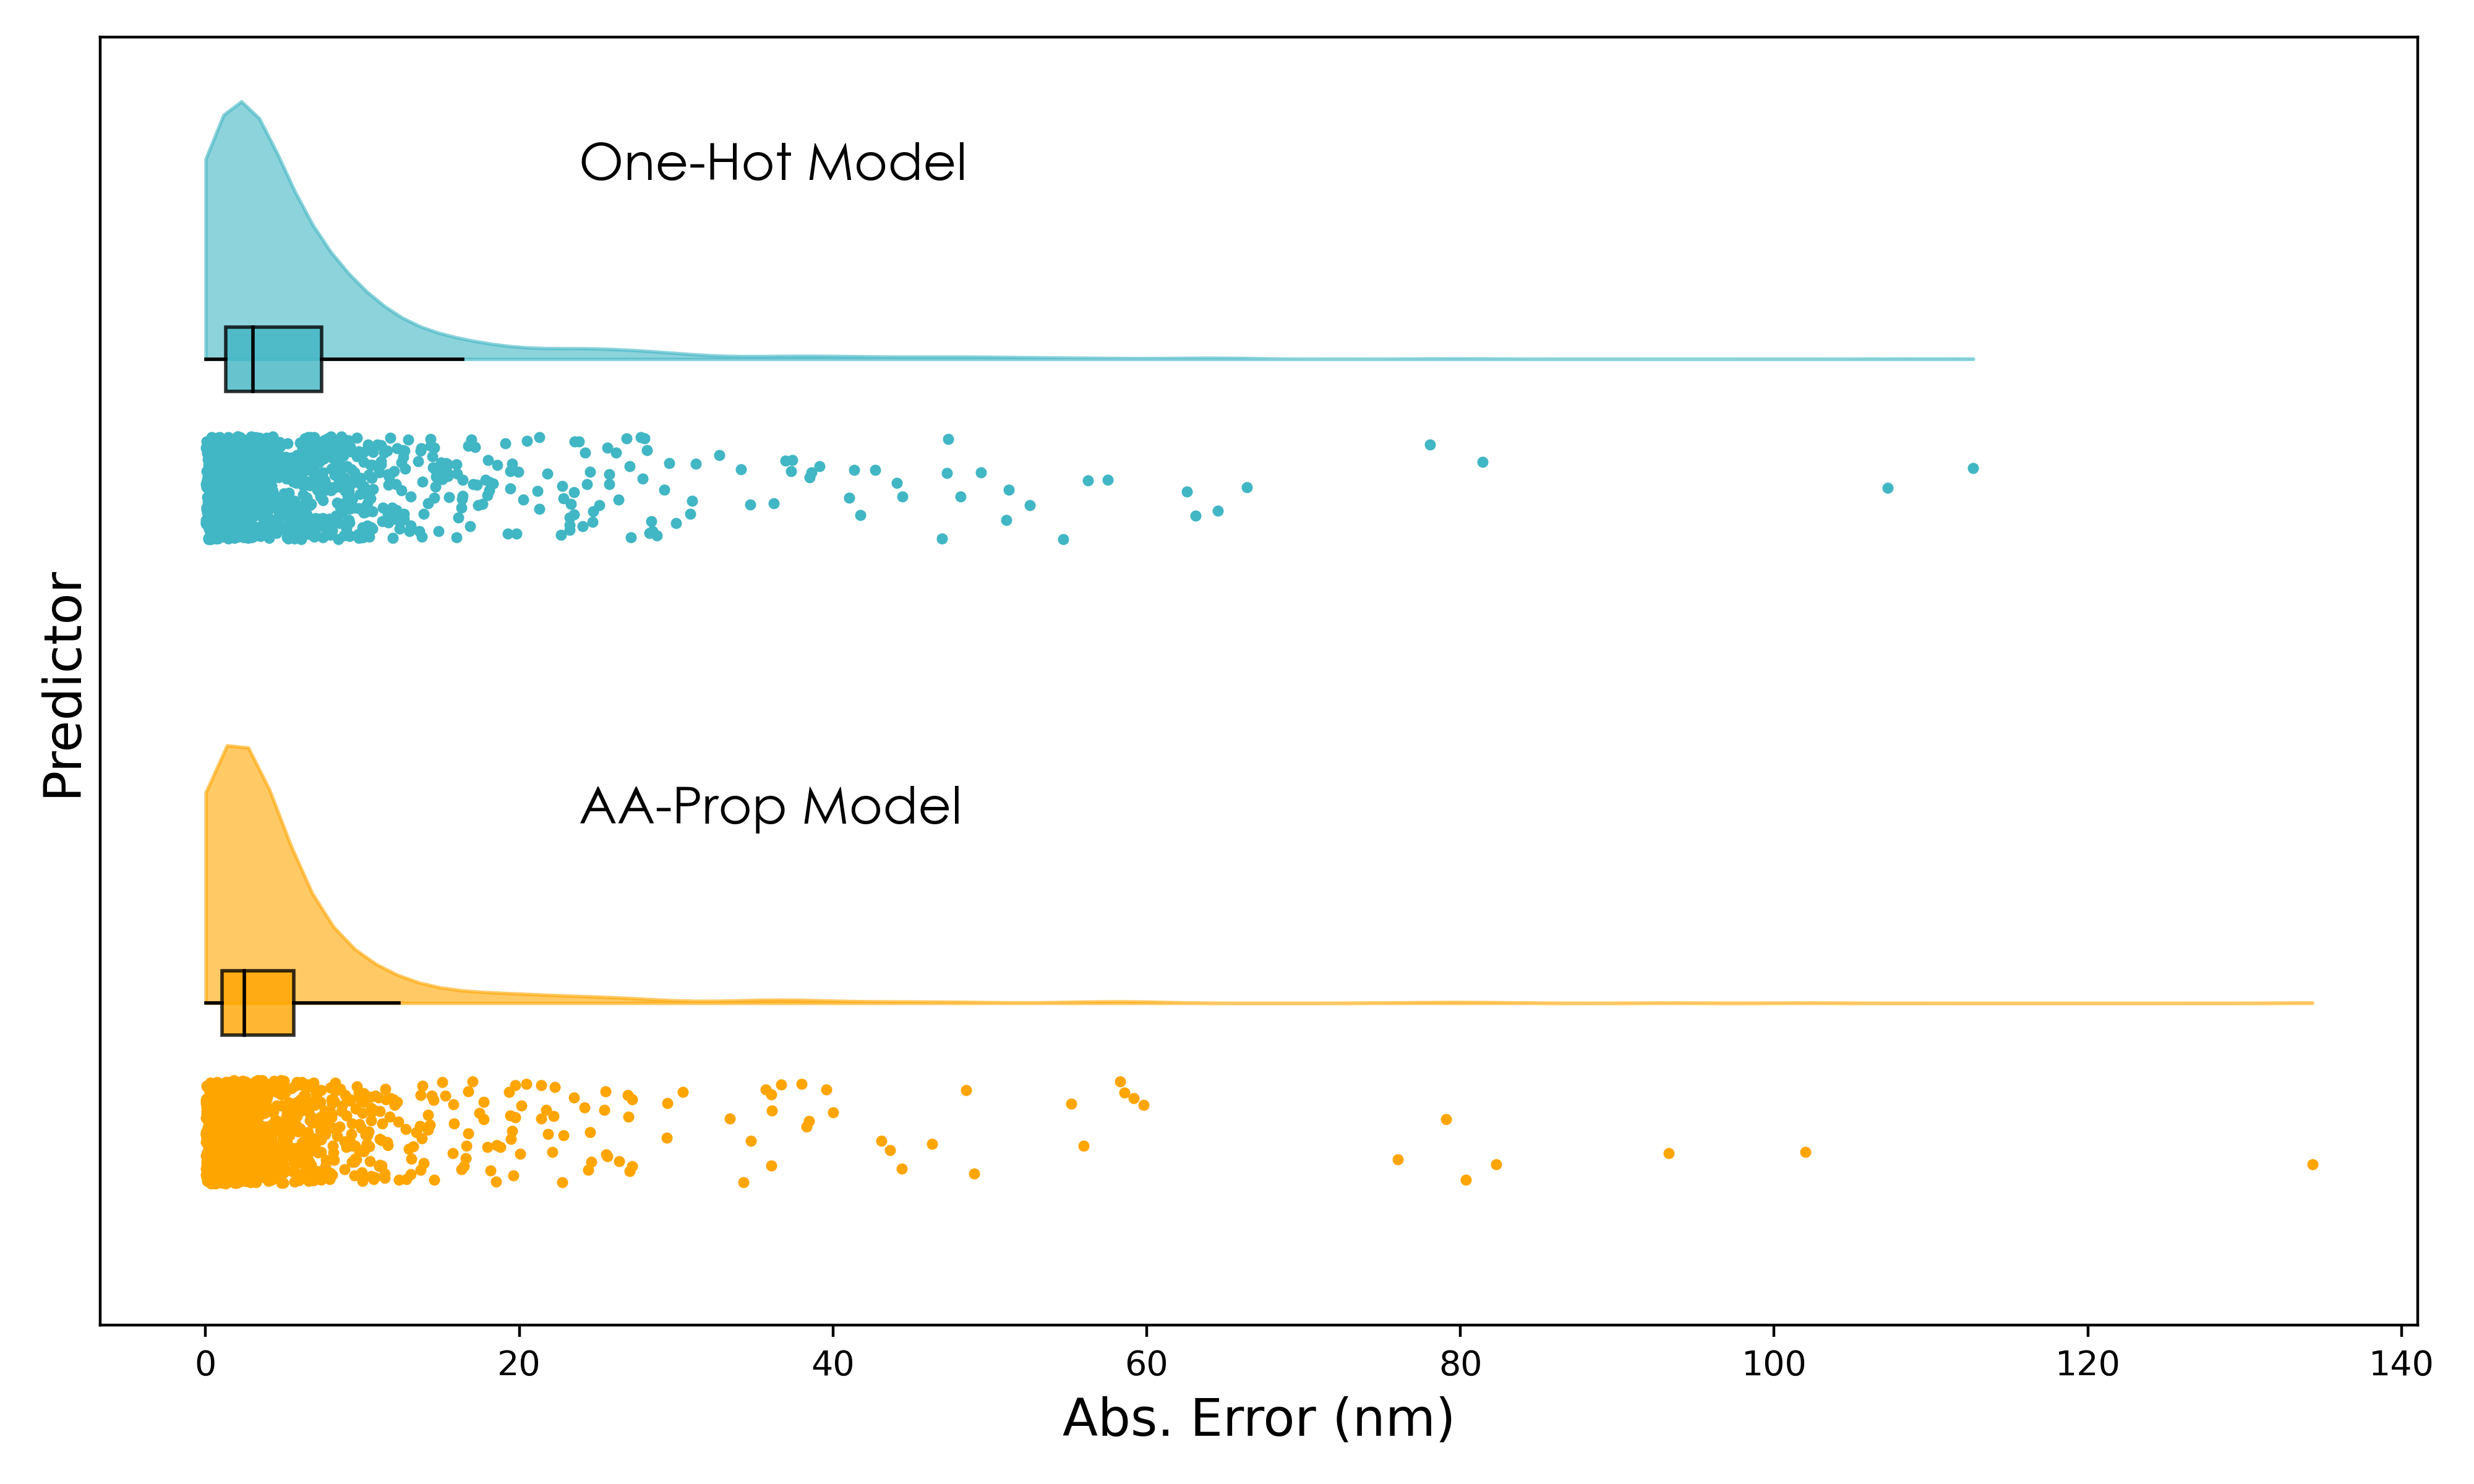 One-Hot Model
Predictor
AA-Prop Model
0 20 40 60 80 100 120 140
Abs. Error (nm)